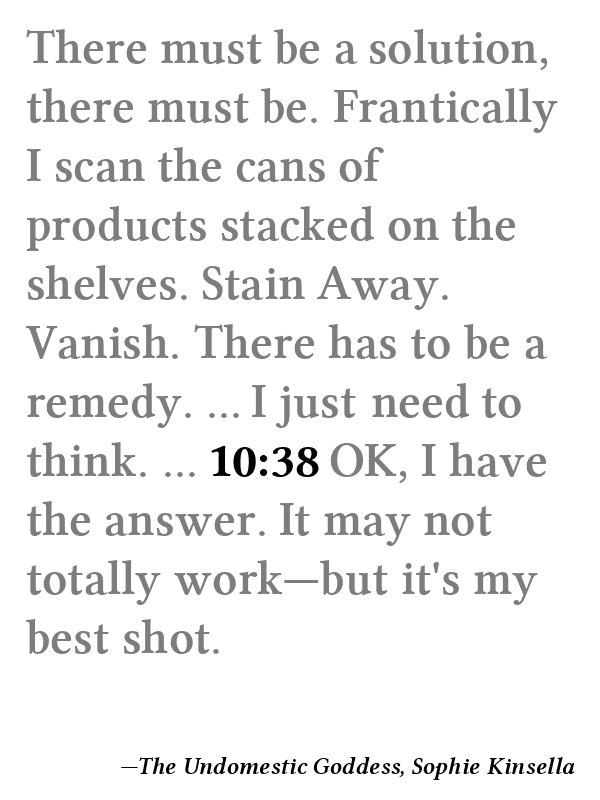 There must be a solution,
there must be. Frantically
I scan the cans of
products stacked on the
shelves. Stain Away.
Vanish. There has to be a
remedy. ... I just need to
think. ... 10:38 OK, I have
the answer. It may not
totally work—but it's my
best shot.
—The Undomestic Goddess, Sophie Kinsella